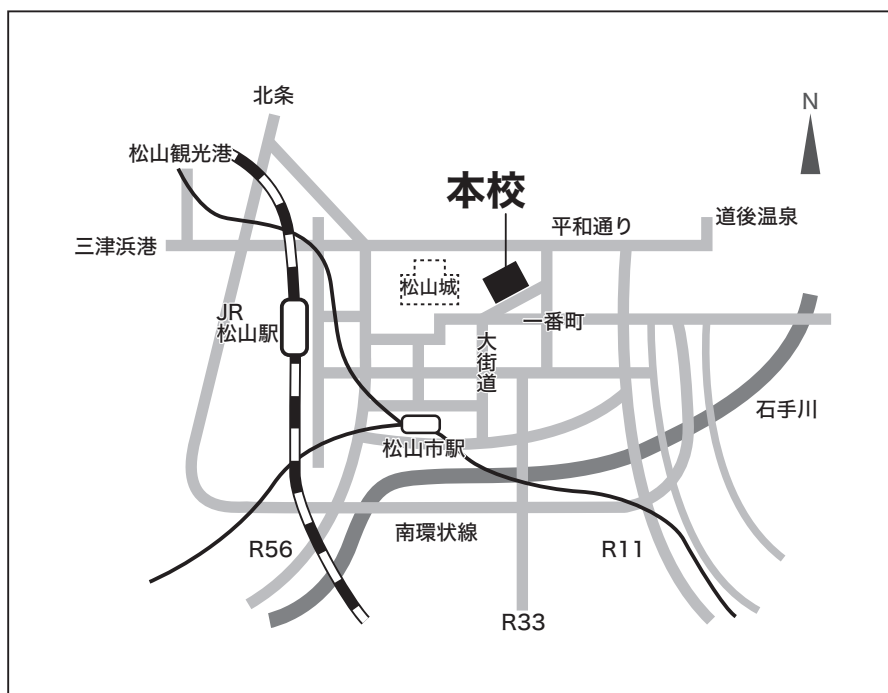 北条
N
松山観光港
本校
道後温泉
平和通り
三津浜港
松山城
JR
松山駅
一番町
大街道
石手川
松山市駅
南環状線
R56
R11
R33